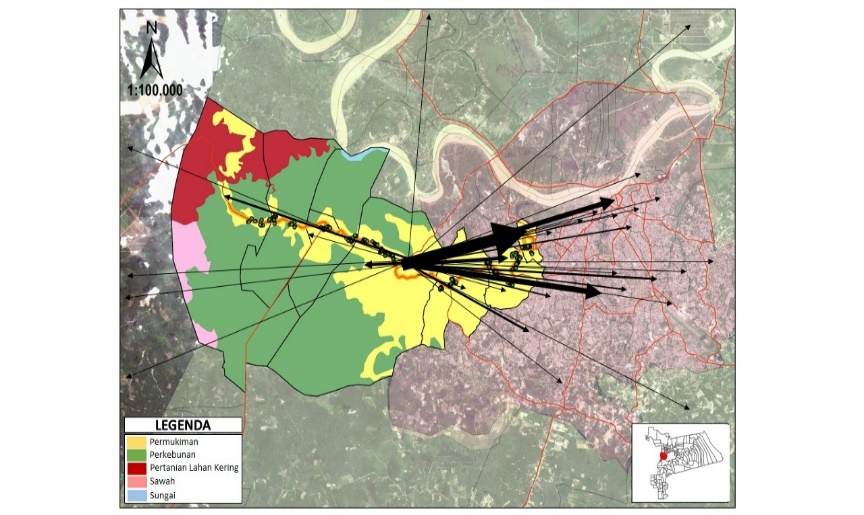 N
1:100.000
LEGENDA
Permukiman
Perkebunan
Pertanian Lahan Kering
Sawah
Sungai